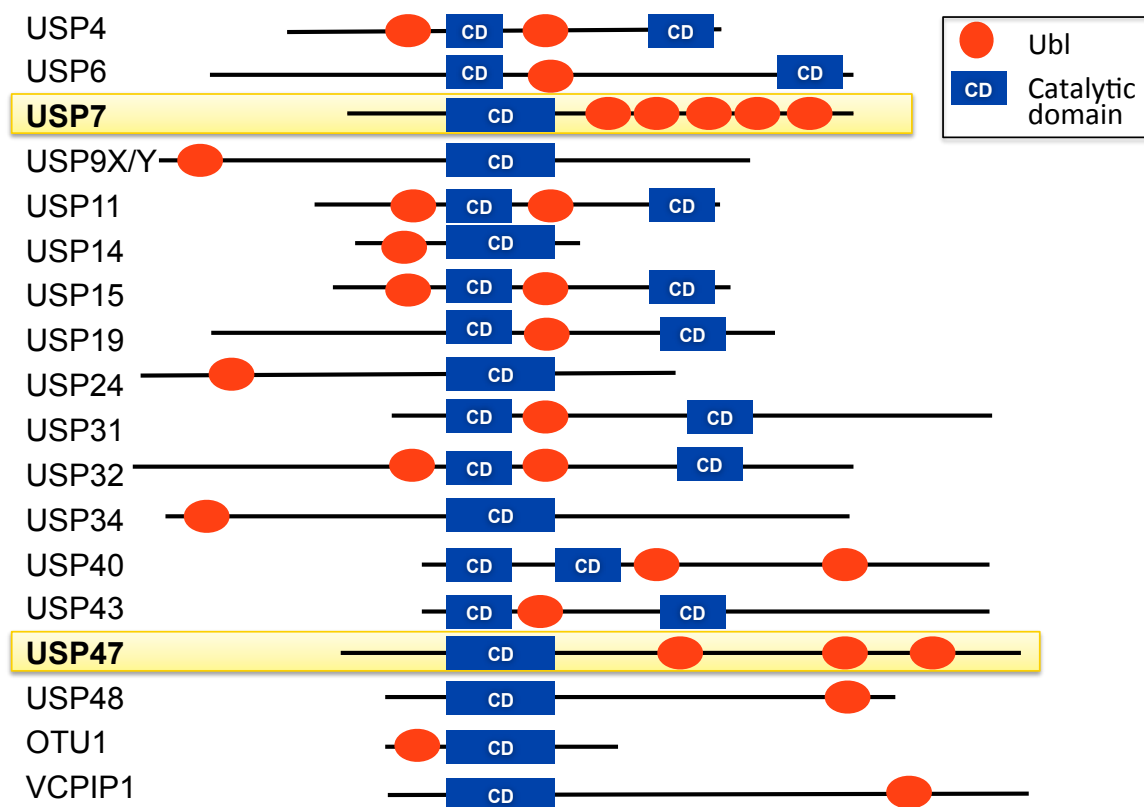 USP4 CD CD
USP6 CD CD
USP7 CD
USP9X/Y CD
USP11 CD CD
USP14 CD
USP15 CD CD
USP19 CD CD
USP24 CD
USP31 CD CD
USP32 CD CD
USP34 CD
USP40 CD CD
USP43 CD CD
USP47 CD
USP48 CD
OTU1 CD
VCPIP1 CD
Ubl
CD Catalytic
domain